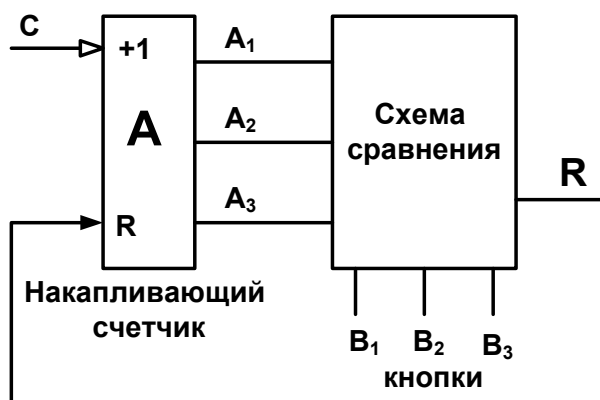 C
+1
A
R
A₁
A₂
A₃
Схема
сравнения
R
Накапливающий
счетчик
B₁ B₂ B₃
кнопки